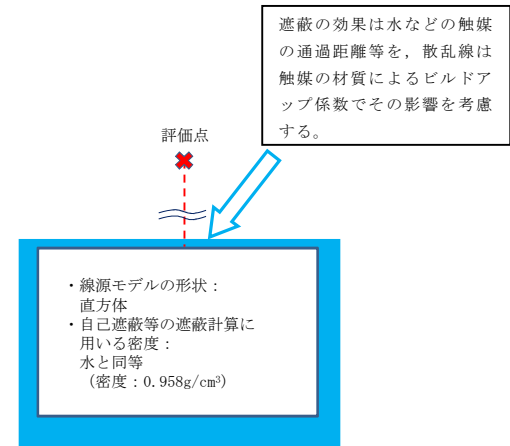 遮蔽の効果は水などの触媒
の通過距離等を，散乱線は
触媒の材質によるビルドア
ップ係数でその影響を考慮
する。
評価点
・線源モデルの形状：
直方体
・自己遮蔽等の遮蔽計算に
用いる密度：
水と同等
（密度：0.958g/cm³）